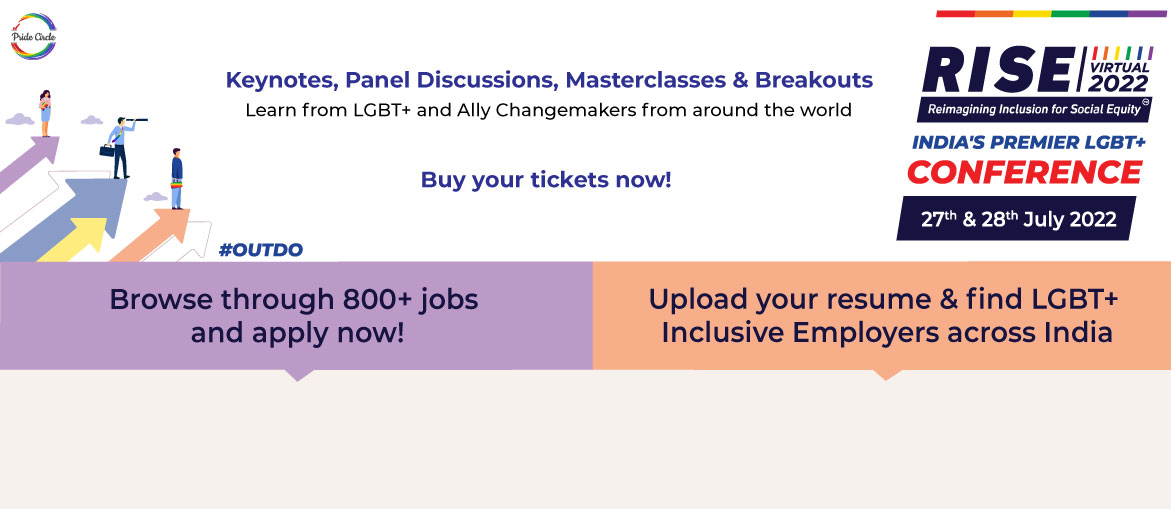 Pride Circle
Keynotes, Panel Discussions, Masterclasses & Breakouts
Learn from LGBT+ and Ally Changemakers from around the world
Buy your tickets now!
#OUTDO
RISE
VIRTUAL
2022
Reimagining Inclusion for Social Equity
INDIA'S PREMIER LGBT+
CONFERENCE
27th & 28th July 2022
Browse through 800+ jobs
and apply now!
Upload your resume & find LGBT+
Inclusive Employers across India